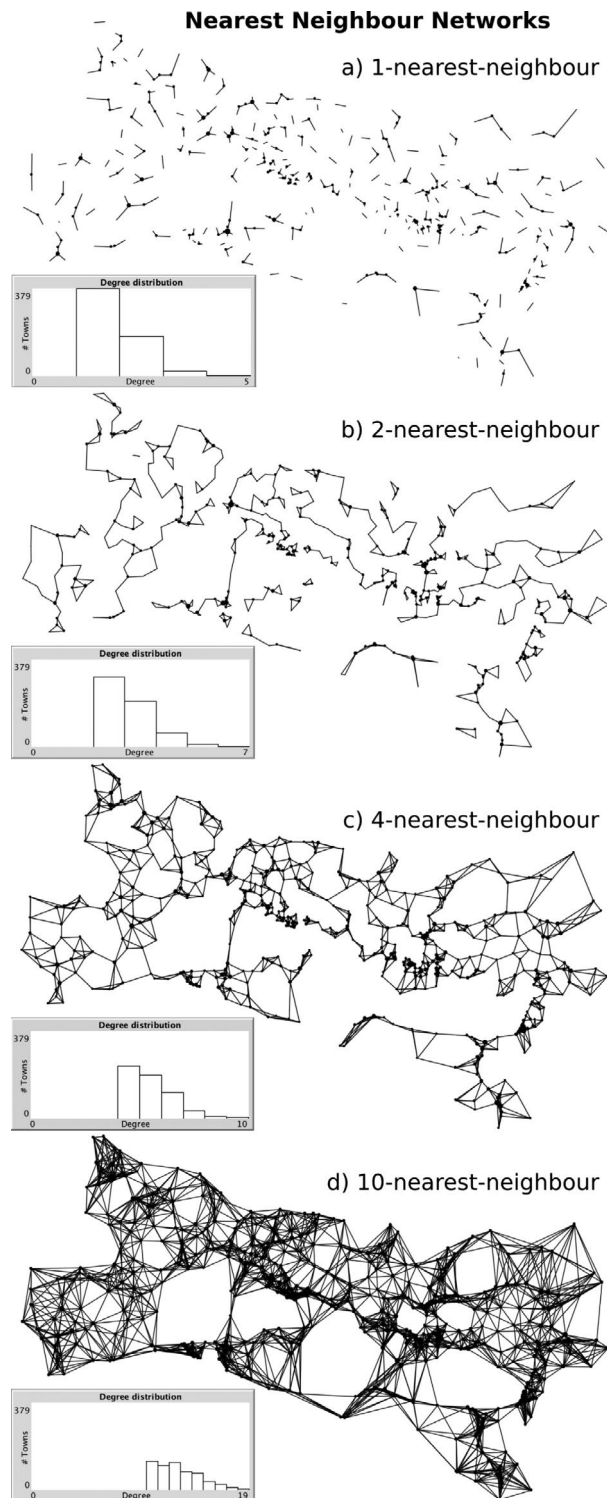 Nearest Neighbour Networks
a) 1-nearest-neighbour
Degree distribution
379
# Towns
0
0 Degree 5
b) 2-nearest-neighbour
Degree distribution
379
# Towns
0
0 Degree 7
c) 4-nearest-neighbour
Degree distribution
379
# Towns
0
0 Degree 10
d) 10-nearest-neighbour
Degree distribution
379
# Towns
0
0 Degree 19